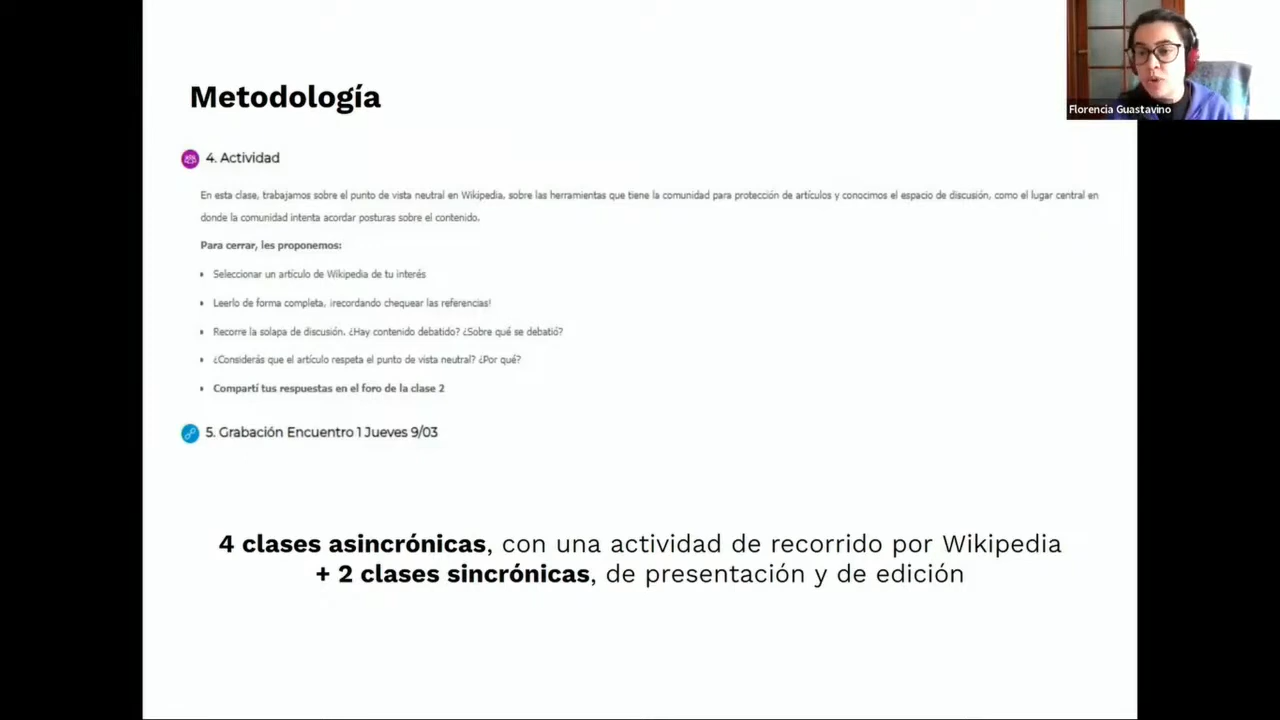 Metodología
4. Actividad
En esta clase, trabajamos sobre el punto de vista neutral en Wikipedia, sobre las herramientas que tiene la comunidad para protección de artículos y conocimos el espacio de discusión, como el lugar central en
donde la comunidad intenta acordar posturas sobre el contenido.
Para cerrar, les proponemos:
• Seleccionar un artículo de Wikipedia de tu interés
• Leerlo de forma completa, ¡recordando chequear las referencias!
• Recorre la solapa de discusión. ¿Hay contenido debatido? ¿Sobre qué se debatió?
• ¿Considerás que el artículo respeta el punto de vista neutral? ¿Por qué?
• Compartí tus respuestas en el foro de la clase 2
5. Grabación Encuentro 1 Jueves 9/03
4 clases asincrónicas, con una actividad de recorrido por Wikipedia
+ 2 clases sincrónicas, de presentación y de edición
Florencia Guastavino